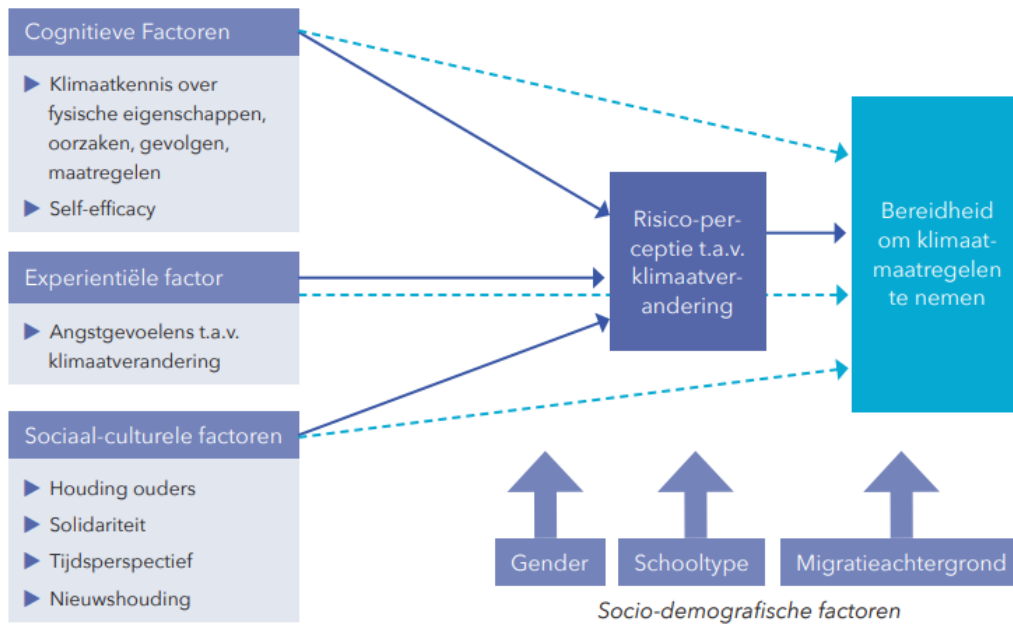 Cognitieve Factoren
Klimaatkennis over
fysische eigenschappen,
oorzaken, gevolgen,
maatregelen
Self-efficacy
Experientiële factor
Angstgevoelens t.a.v.
klimaatverandering
Sociaal-culturele factoren
Houding ouders
Solidariteit
Tijdsperspectief
Nieuwshouding
Risico-per-
ceptie t.a.v.
klimaatver-
andering
Bereidheid
om klimaat-
maatregelen
te nemen
Gender
Schooltype
Migratieachtergrond
Socio-demografische factoren